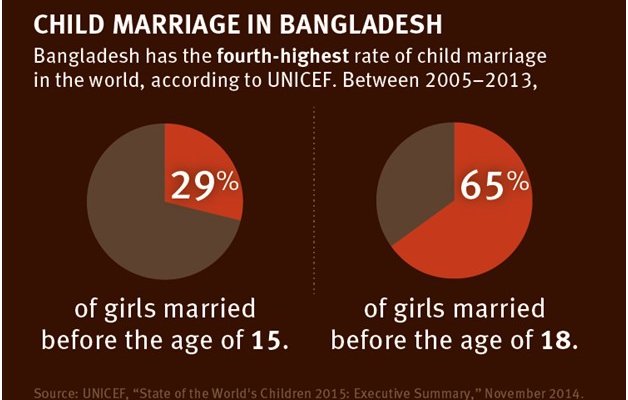 CHILD MARRIAGE IN BANGLADESH
Bangladesh has the fourth-highest rate of child marriage
in the world, according to UNICEF. Between 2005–2013,
29%
of girls married
before the age of 15.
65%
of girls married
before the age of 18.
Source: UNICEF, "State of the World's Children 2015: Executive Summary," November 2014.